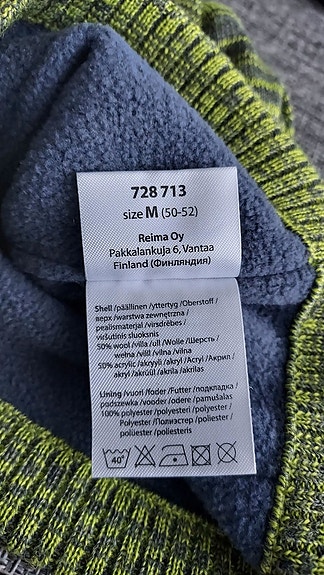 728 713
size M (50-52)
Reima Oy
Pakkalankuja 6, Vantaa
Finland (Финляндия)
Shell /päällinen /yttertyg /Oberstoff /
верх /warstwa zewnętrzna /
pealismaterjal /virsdrēbes /
viršutinis sluoksnis
50% wool /villa /ull /Wolle /Шерсть /
wełna /vill /vilna /vilna
50% acrylic /akryyli /akryl /Acryl /Акрил /
akryl /akrüül /akrila /akrilas
Lining /vuori /foder /Futter /подкладка /
podszewka /vooder /odere /pamušalas
100% polyester /polyesteri /polyester /
Polyester /Полиэстер /poliester /
polüester /poliesteris
40°